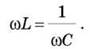 ωL = 1/ωC .